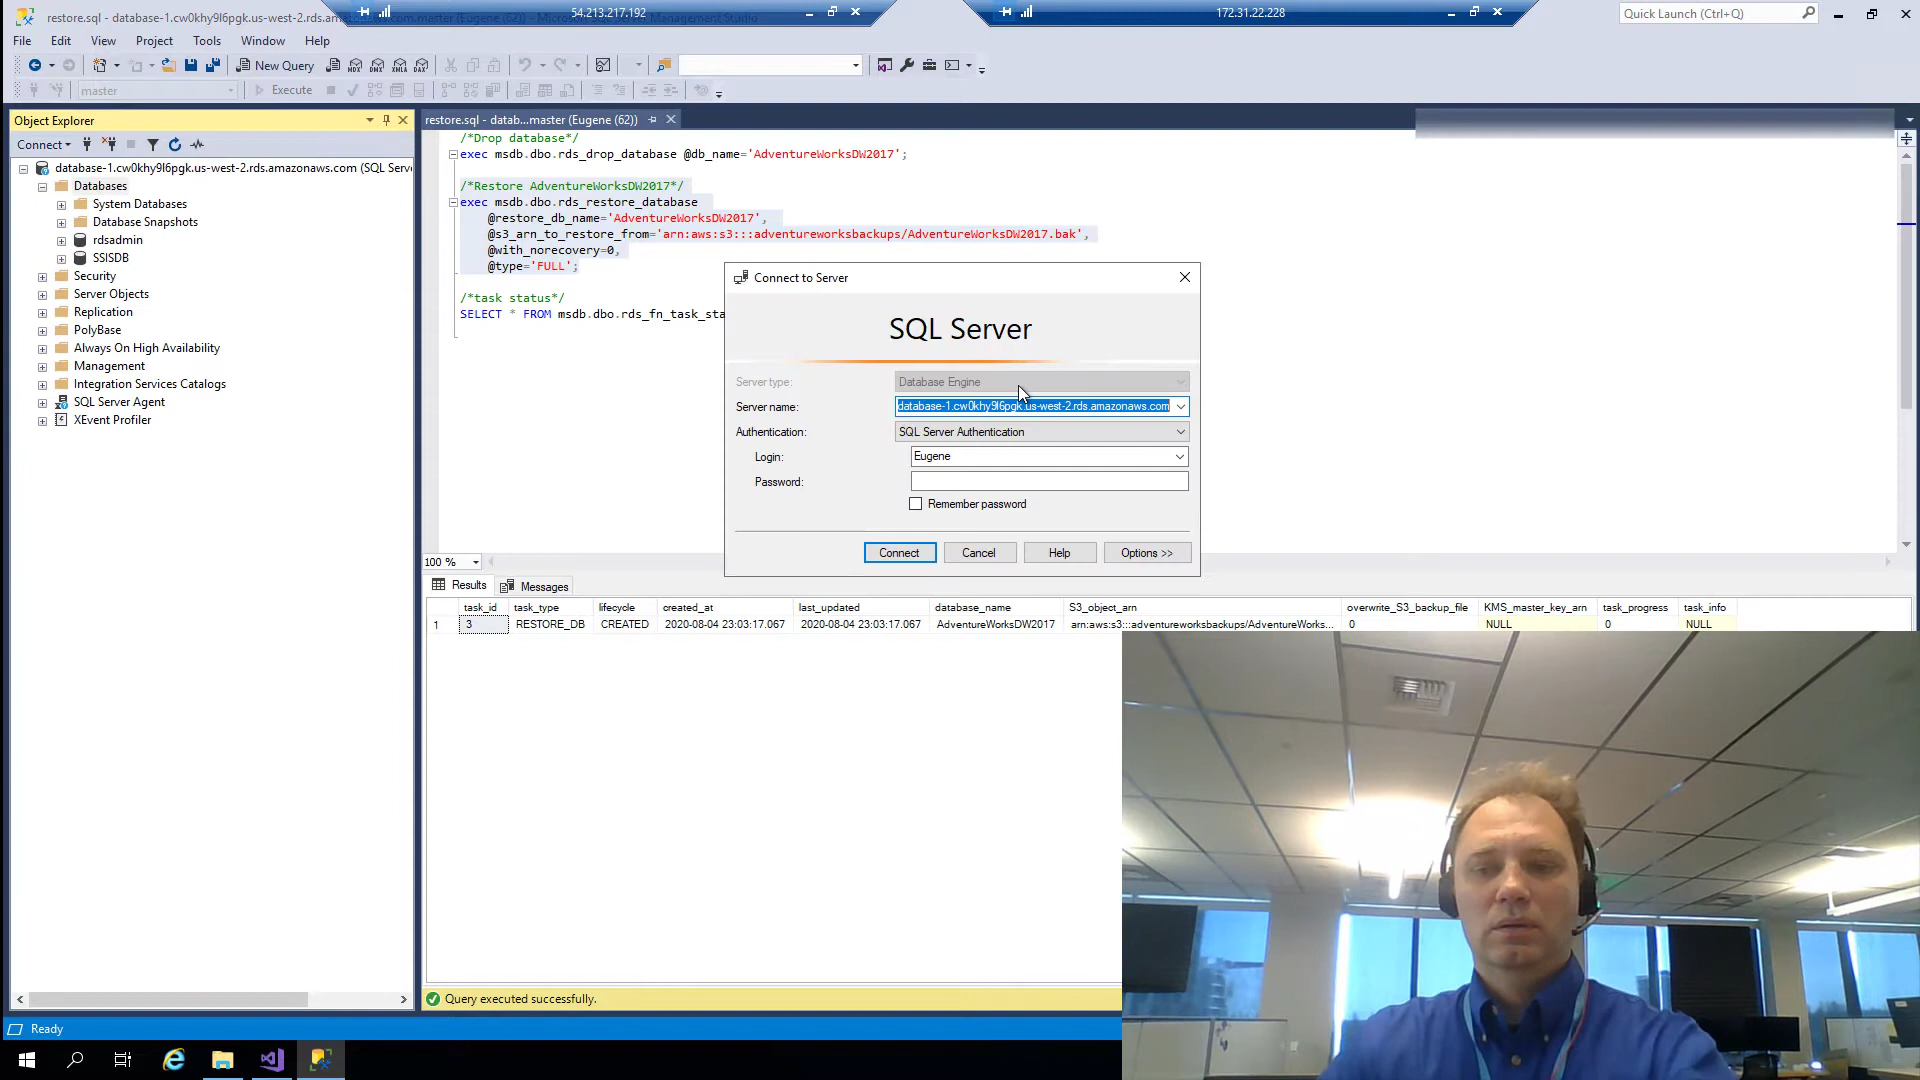 restore.sql - database-1.cw0khy9l6pgk.us-west-2.rds.amazonaws.com.master (Eugene (62)) - Microsoft SQL Server Management Studio
54.213.217.192
172.31.22.228
Quick Launch (Ctrl+Q)
File Edit View Project Tools Window Help
New Query
master
Execute
Object Explorer
restore.sql - datab...master (Eugene (62))
Connect
database-1.cw0khy9l6pgk.us-west-2.rds.amazonaws.com (SQL Serve
Databases
System Databases
Database Snapshots
rdsadmin
SSISDB
Security
Server Objects
Replication
PolyBase
Always On High Availability
Management
Integration Services Catalogs
SQL Server Agent
XEvent Profiler
/*Drop database*/
exec msdb.dbo.rds_drop_database @db_name='AdventureWorksDW2017';
/*Restore AdventureWorksDW2017*/
exec msdb.dbo.rds_restore_database
@restore_db_name='AdventureWorksDW2017',
@s3_arn_to_restore_from='arn:aws:s3:::adventureworksbackups/AdventureWorksDW2017.bak',
@with_norecovery=0,
@type='FULL';
/*task status*/
SELECT * FROM msdb.dbo.rds_fn_task_sta
Connect to Server
SQL Server
Server type: Database Engine
Server name: database-1.cw0khy9l6pgk.us-west-2.rds.amazonaws.com
Authentication: SQL Server Authentication
Login: Eugene
Password:
Remember password
Connect Cancel Help Options >>
100 %
Results Messages
task_id task_type lifecycle created_at last_updated database_name S3_object_arn overwrite_S3_backup_file KMS_master_key_arn task_progress task_info
1 3 RESTORE_DB CREATED 2020-08-04 23:03:17.067 2020-08-04 23:03:17.067 AdventureWorksDW2017 arn:aws:s3:::adventureworksbackups/AdventureWorks... 0 NULL 0 NULL
Query executed successfully.
Ready